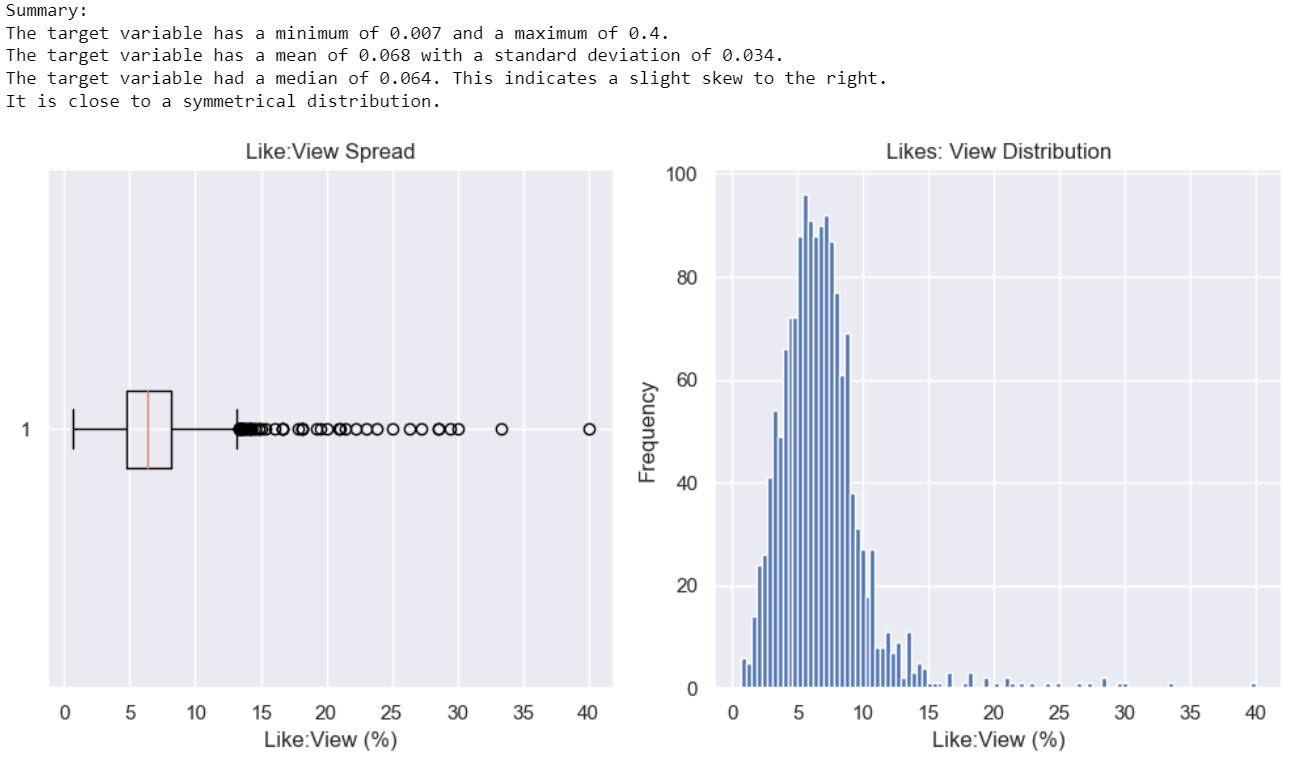 Summary:
The target variable has a minimum of 0.007 and a maximum of 0.4.
The target variable has a mean of 0.068 with a standard deviation of 0.034.
The target variable had a median of 0.064. This indicates a slight skew to the right.
It is close to a symmetrical distribution.
Like:View Spread
1
0 5 10 15 20 25 30 35 40
Like:View (%)
Likes: View Distribution
100
80
60
40
20
0
Frequency
0 5 10 15 20 25 30 35 40
Like:View (%)